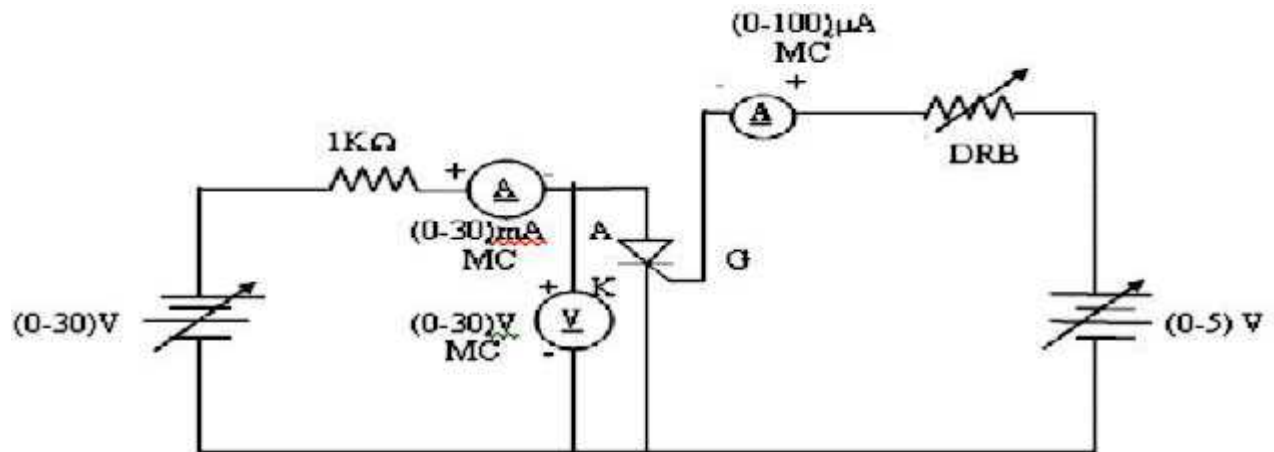 (0-100)µA
MC
- +
A
1KΩ
DRB
+ -
A
(0-30)mA
MC
A
G
K
+
(0-30)V
(0-30)V
V
MC
-
(0-5) V